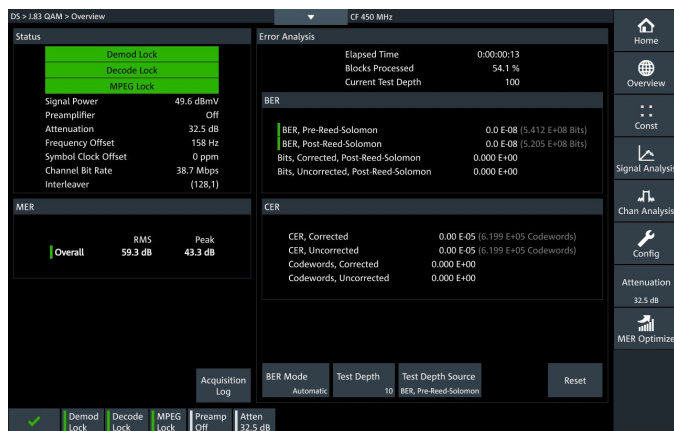 DS > J.83 QAM > Overview
CF 450 MHz
Home
Status
Error Analysis
Demod Lock
Decode Lock
MPEG Lock
Signal Power 49.6 dBmV
Preamplifier Off
Attenuation 32.5 dB
Frequency Offset 158 Hz
Symbol Clock Offset 0 ppm
Channel Bit Rate 38.7 Mbps
Interleaver (128,1)
Elapsed Time 0:00:00:13
Blocks Processed 54.1 %
Current Test Depth 100
BER
BER, Pre-Reed-Solomon 0.0 E-08 (5.412 E+08 Bits)
BER, Post-Reed-Solomon 0.0 E-08 (5.205 E+08 Bits)
Bits, Corrected, Post-Reed-Solomon 0.000 E+00
Bits, Uncorrected, Post-Reed-Solomon 0.000 E+00
MER
RMS Peak
Overall 59.3 dB 43.3 dB
CER
CER, Corrected 0.00 E-05 (6.199 E+05 Codewords)
CER, Uncorrected 0.00 E-05 (6.199 E+05 Codewords)
Codewords, Corrected 0.000 E+00
Codewords, Uncorrected 0.000 E+00
Overview
Const
Signal Analysis
Chan Analysis
Config
Attenuation
32.5 dB
MER Optimize
Acquisition
Log
BER Mode
Automatic
Test Depth
10
Test Depth Source
BER, Pre-Reed-Solomon
Reset
Demod
Lock
Decode
Lock
MPEG
Lock
Preamp
Off
Atten
32.5 dB